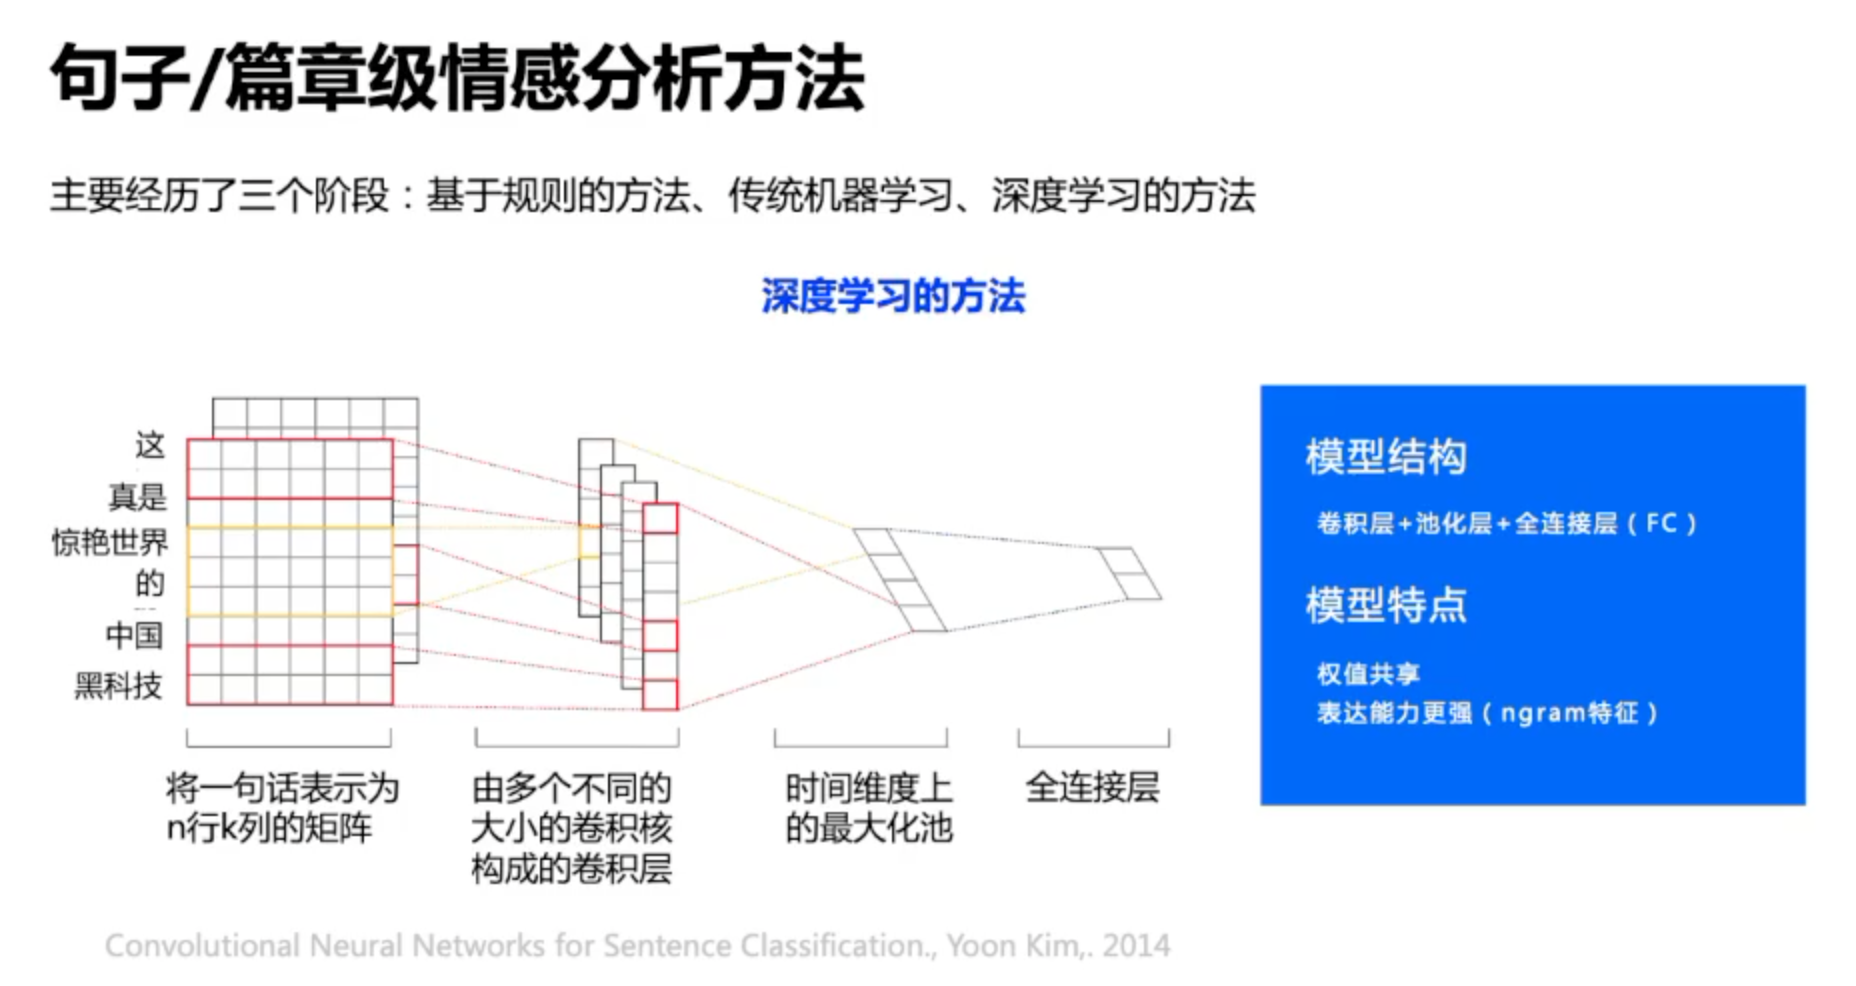 句子/篇章级情感分析方法
主要经历了三个阶段：基于规则的方法、传统机器学习、深度学习的方法
深度学习的方法
这
真是
惊艳世界
的
中国
黑科技
将一句话表示为
n行k列的矩阵
由多个不同的
大小的卷积核
构成的卷积层
时间维度上
的最大化池
全连接层
模型结构
卷积层+池化层+全连接层（FC）
模型特点
权值共享
表达能力更强（ngram特征）
Convolutional Neural Networks for Sentence Classification., Yoon Kim,. 2014